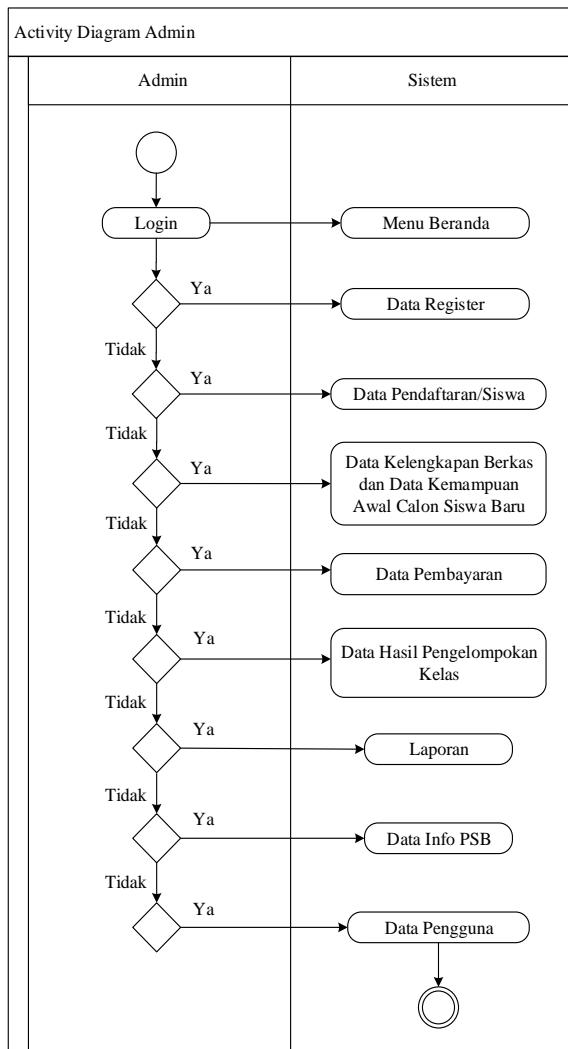 Activity Diagram Admin
Admin
Sistem
Login
Menu Beranda
Ya
Data Register
Tidak
Ya
Data Pendaftaran/Siswa
Tidak
Ya
Data Kelengkapan Berkas
dan Data Kemampuan
Awal Calon Siswa Baru
Tidak
Ya
Data Pembayaran
Tidak
Ya
Data Hasil Pengelompokan
Kelas
Tidak
Ya
Laporan
Tidak
Ya
Data Info PSB
Tidak
Ya
Data Pengguna